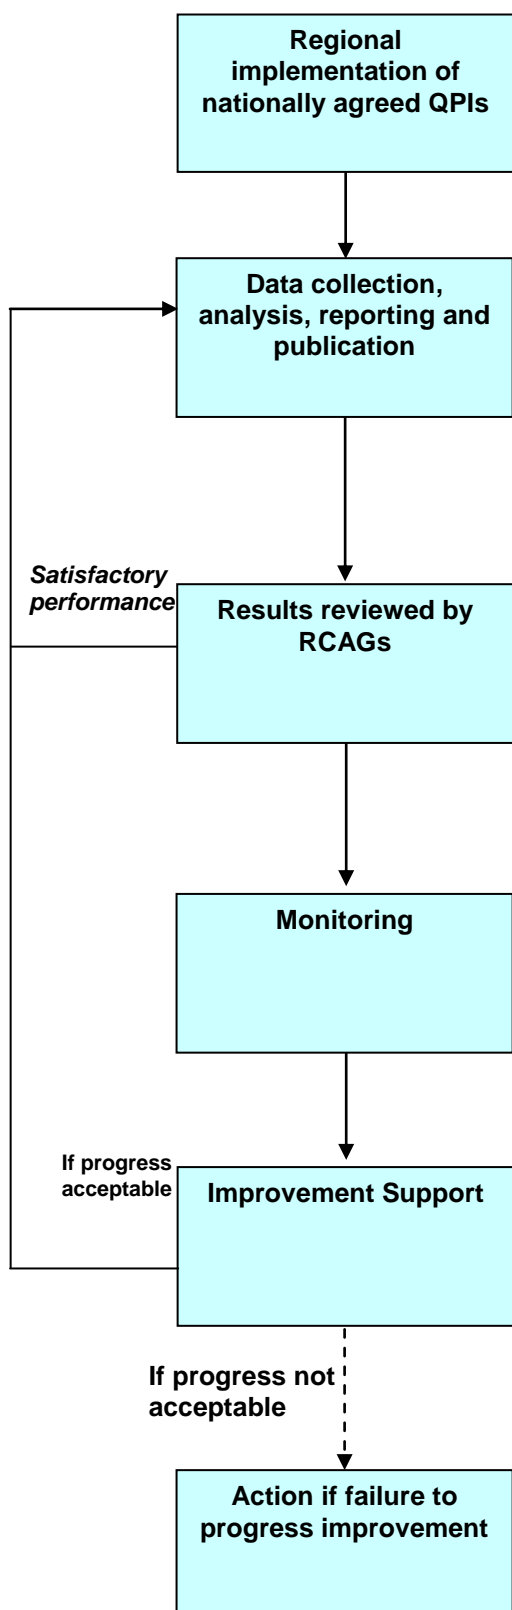 Regional
implementation of
nationally agreed QPIs
Data collection,
analysis, reporting and
publication
Satisfactory
performance
Results reviewed by
RCAGs
Monitoring
If progress
acceptable
Improvement Support
If progress not
acceptable
Action if failure to
progress improvement